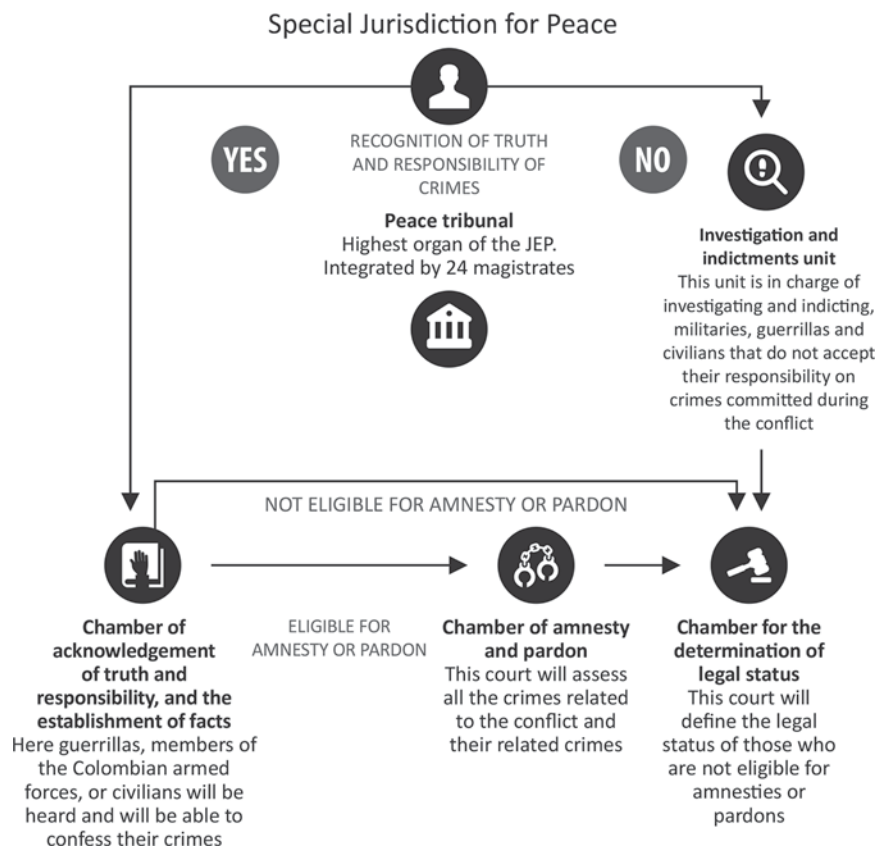 Special Jurisdiction for Peace
YES
RECOGNITION OF TRUTH
AND RESPONSIBILITY OF
CRIMES
NO
Peace tribunal
Highest organ of the JEP.
Integrated by 24 magistrates
Investigation and
indictments unit
This unit is in charge of
investigating and indicting,
militaries, guerrillas and
civilians that do not accept
their responsibility on
crimes committed during
the conflict
NOT ELIGIBLE FOR AMNESTY OR PARDON
Chamber of
acknowledgement
of truth and
responsibility, and the
establishment of facts
Here guerrillas, members of
the Colombian armed
forces, or civilians will be
heard and will be able to
confess their crimes
ELIGIBLE FOR
AMNESTY OR PARDON
Chamber of amnesty
and pardon
This court will assess
all the crimes related
to the conflict and
their related crimes
Chamber for the
determination of
legal status
This court will
define the legal
status of those who
are not eligible for
amnesties or
pardons